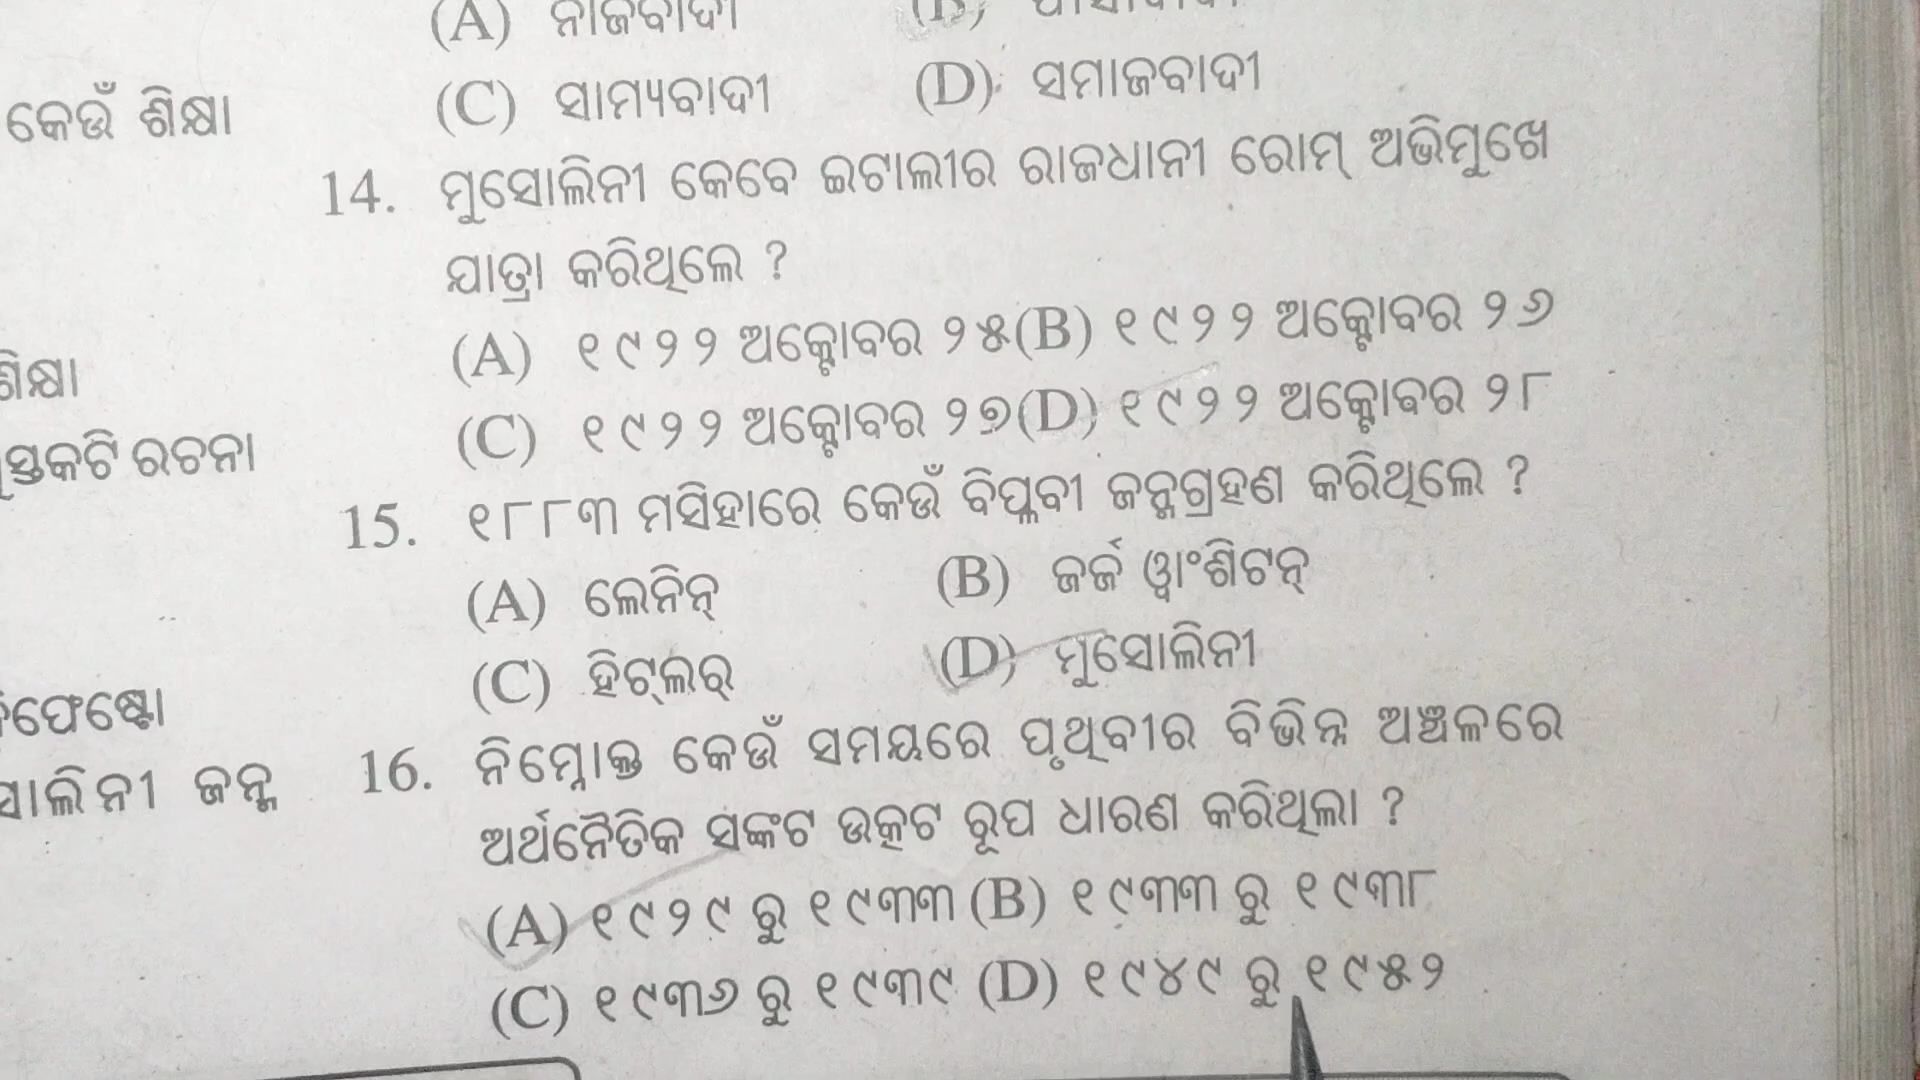 କେଉଁ ଶିକ୍ଷା
ଶିକ୍ଷା
ରଚନା
ଜନ୍ମ
(A) ନାଜିବାଦୀ
(C) ସାମ୍ୟବାଦୀ (D) ସମାଜବାଦୀ
14. ମୁସୋଲିନୀ କେବେ ଇଟାଲୀର ରାଜଧାନୀ ରୋମ୍ ଅଭିମୁଖେ
ଯାତ୍ରା କରିଥିଲେ ?
(A) ୧୯୨୨ ଅକ୍ଟୋବର ୨୫ (B) ୧୯୨୨ ଅକ୍ଟୋବର ୨୬
(C) ୧୯୨୨ ଅକ୍ଟୋବର ୨୭ (D) ୧୯୨୨ ଅକ୍ଟୋବର ୨୮
15. ୧୮୮୩ ମସିହାରେ କେଉଁ ବିପ୍ଳବୀ ଜନ୍ମଗ୍ରହଣ କରିଥିଲେ ?
(A) ଲେନିନ୍ (B) ଜର୍ଜ ୱାଂଶିଟନ୍
(C) ହିଟ୍‌ଲର୍ (D) ମୁସୋଲିନୀ
16. ନିମ୍ନୋକ୍ତ କେଉଁ ସମୟରେ ପୃଥିବୀର ବିଭିନ୍ନ ଅଞ୍ଚଳରେ
ଅର୍ଥନୈତିକ ସଙ୍କଟ ଉତ୍କଟ ରୂପ ଧାରଣ କରିଥିଲା ?
(A) ୧୯୨୯ ରୁ ୧୯୩୩ (B) ୧୯୩୩ ରୁ ୧୯୩୮
(C) ୧୯୩୬ ରୁ ୧୯୩୯ (D) ୧୯୪୯ ରୁ ୧୯୫୨